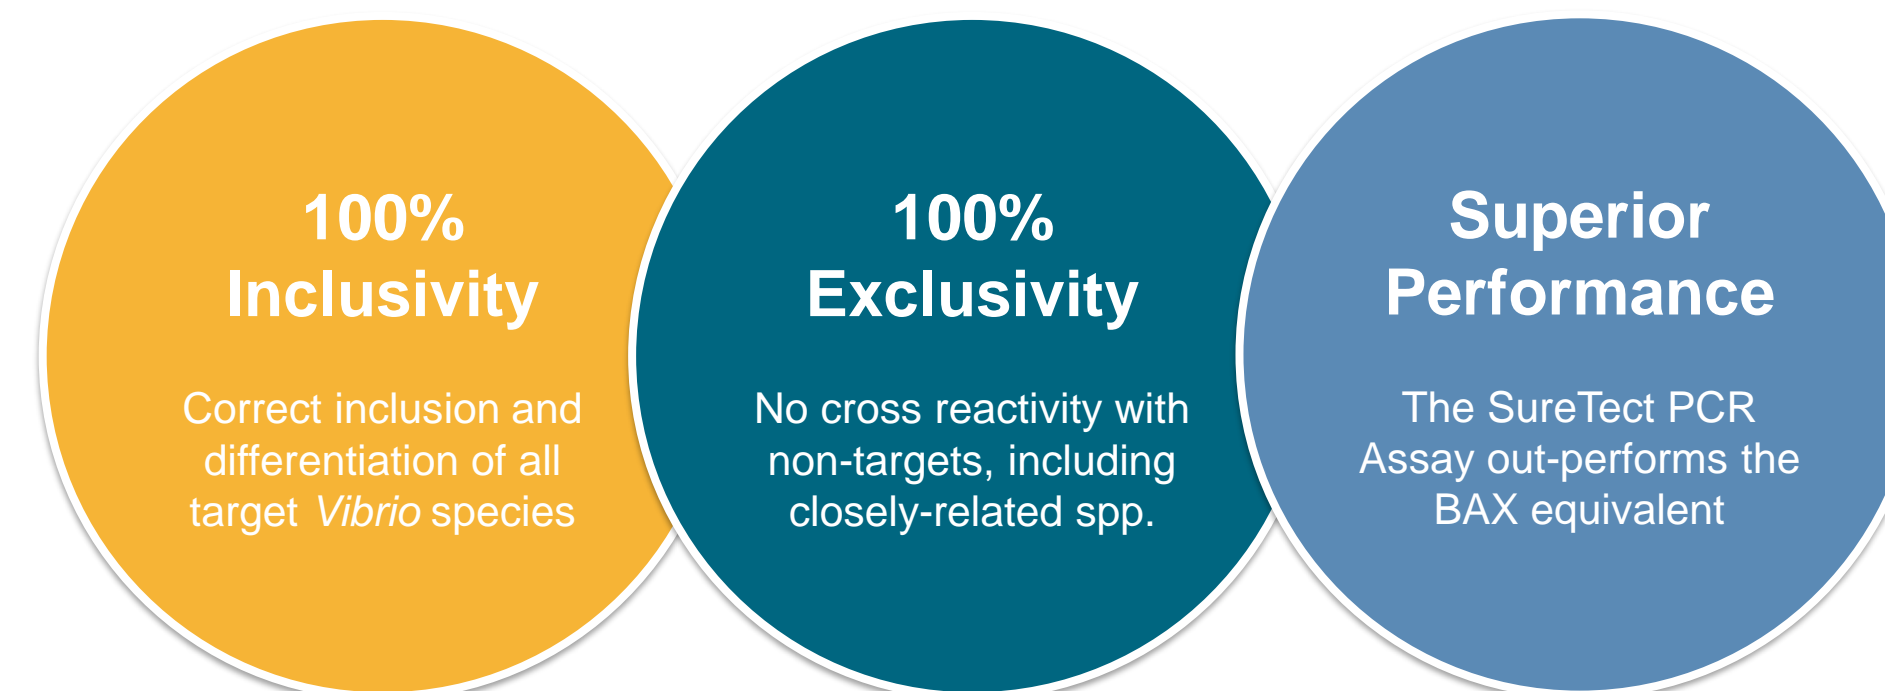 100%
Inclusivity
Correct inclusion and
differentiation of all
target Vibrio species
100%
Exclusivity
No cross reactivity with
non-targets, including
closely-related spp.
Superior
Performance
The SureTect PCR
Assay out-performs the
BAX equivalent